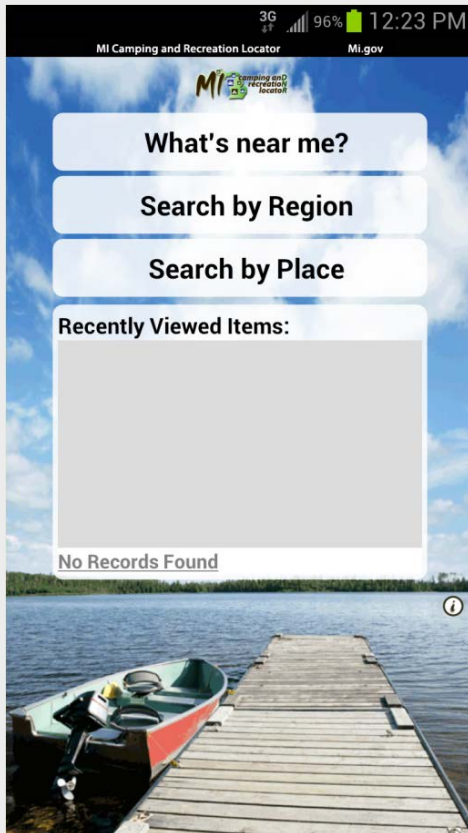 3G 96% 12:23 PM
MI Camping and Recreation Locator Mi.gov
MI camping anD recreatioN locatoR
What's near me?
Search by Region
Search by Place
Recently Viewed Items:
No Records Found
i